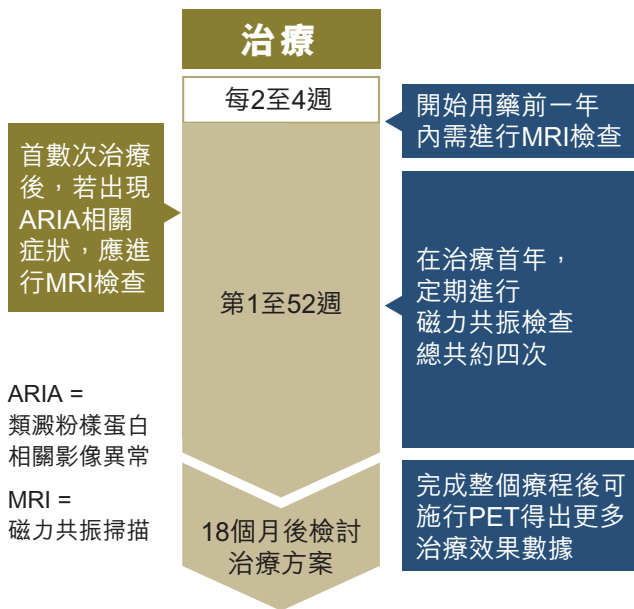 治療
每2至4週
開始用藥前一年
內需進行MRI檢查
首數次治療
後，若出現
ARIA相關
症狀，應進
行MRI檢查
第1至52週
在治療首年，
定期進行
磁力共振檢查
總共約四次
ARIA =
類澱粉樣蛋白
相關影像異常
MRI =
磁力共振掃描
18個月後檢討
治療方案
完成整個療程後可
施行PET得出更多
治療效果數據